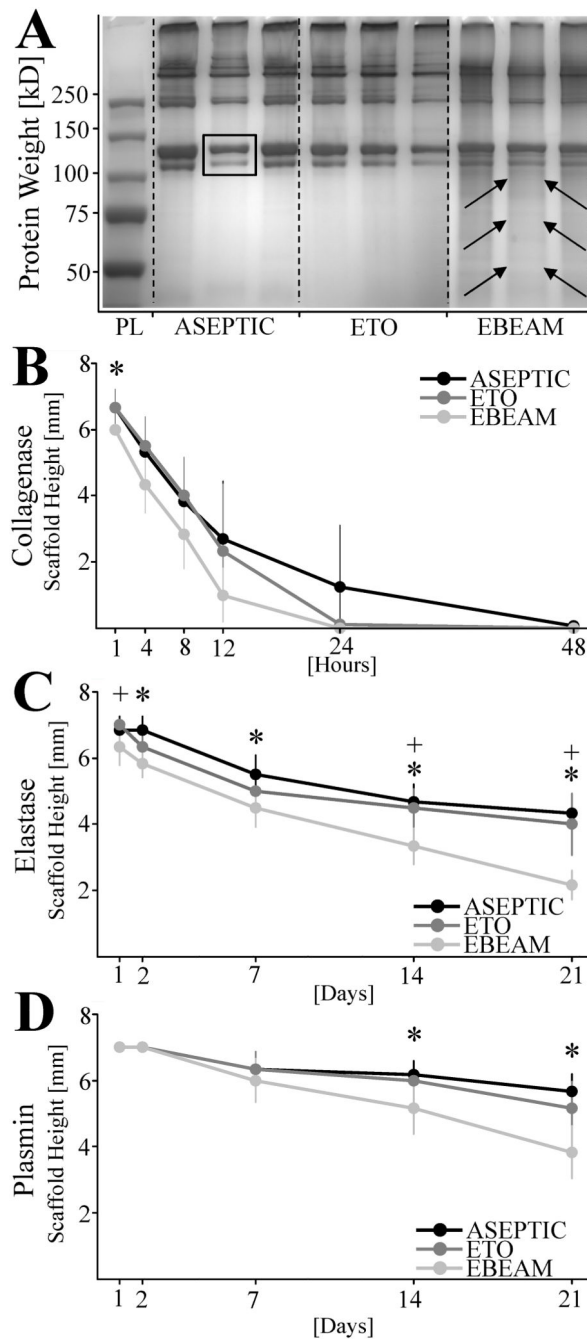 A
Protein Weight [kD]
250
150
100
75
50
PL ASEPTIC ETO EBEAM
B
Collagenase
Scaffold Height [mm]
8
6
4
2
*
ASEPTIC
ETO
EBEAM
1 4 8 12 24 48
[Hours]
C
Elastase
Scaffold Height [mm]
8
6
4
2
+ * * + * + *
ASEPTIC
ETO
EBEAM
1 2 7 14 21
[Days]
D
Plasmin
Scaffold Height [mm]
8
6
4
2
* *
ASEPTIC
ETO
EBEAM
1 2 7 14 21
[Days]